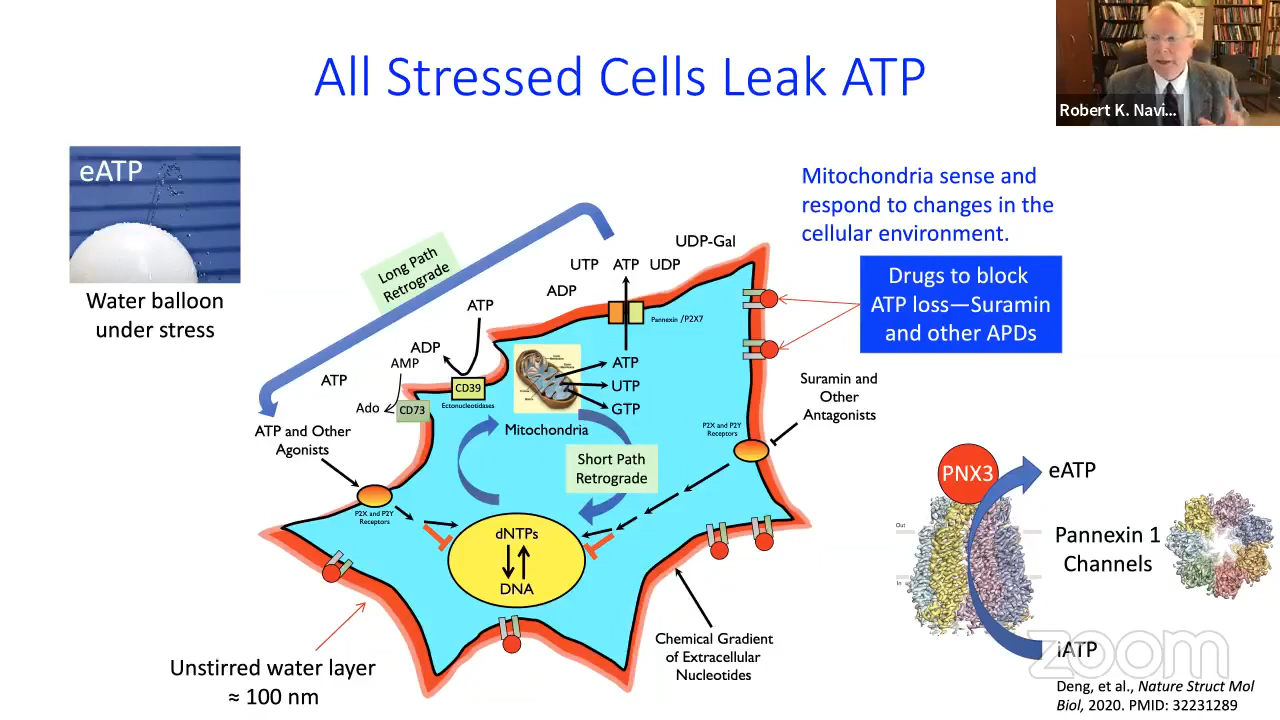 All Stressed Cells Leak ATP
Robert K. Navi...
eATP
Water balloon
under stress
Mitochondria sense and
respond to changes in the
cellular environment.
Drugs to block
ATP loss—Suramin
and other APDs
Long Path
Retrograde
UDP-Gal
UTP
ATP
UDP
ADP
Pannexin /P2X7
ATP
ADP
AMP
ATP
Ado
CD73
CD39
Ectonucleotidases
ATP
UTP
GTP
Mitochondria
Short Path
Retrograde
ATP and Other
Agonists
P2X and P2Y
Receptors
P2X and P2Y
Receptors
Suramin and
Other
Antagonists
dNTPs
DNA
Unstirred water layer
≈ 100 nm
Chemical Gradient
of Extracellular
Nucleotides
PNX3
eATP
Out
In
Pannexin 1
Channels
iATP
zoom
Deng, et al., Nature Struct Mol
Biol, 2020. PMID: 32231289